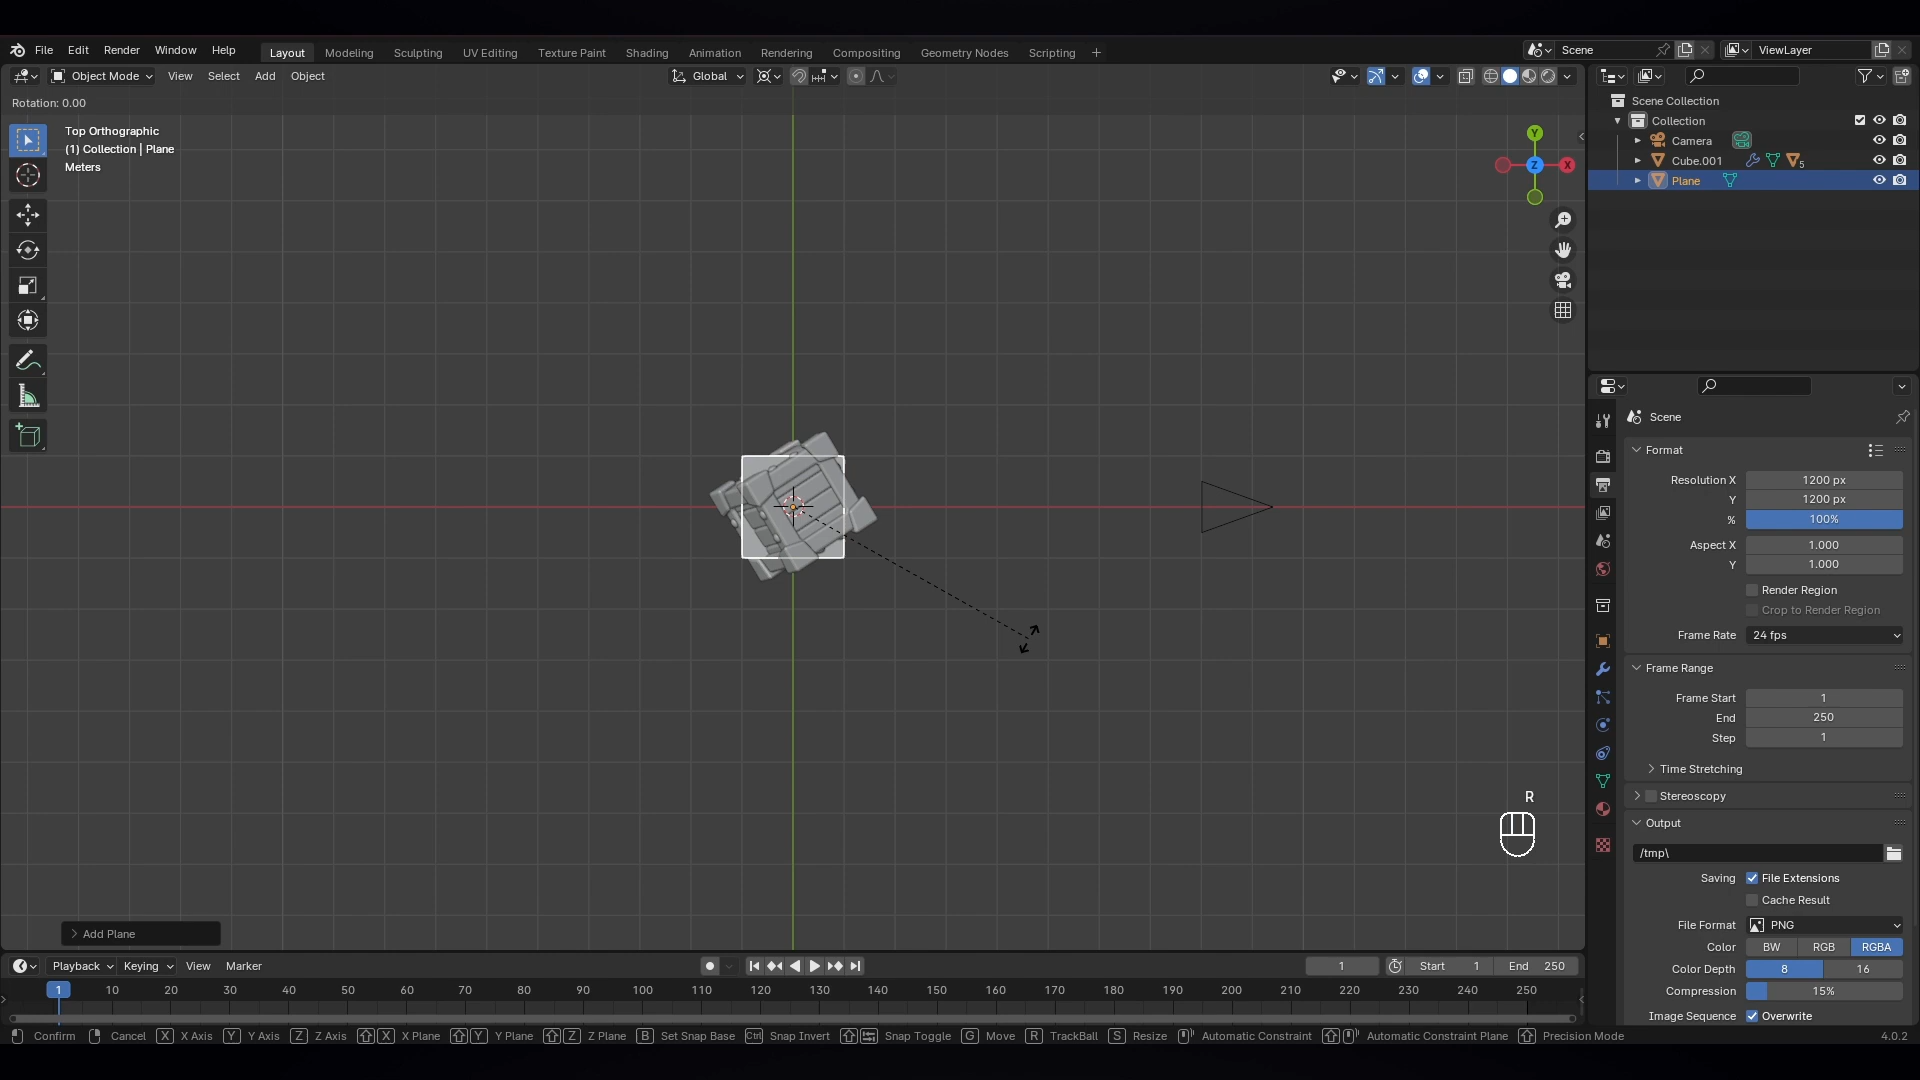 File Edit Render Window Help Layout Modeling Sculpting UV Editing Texture Paint Shading Animation Rendering Compositing Geometry Nodes Scripting + Scene ViewLayer
Object Mode View Select Add Object Global
Rotation: 0.00
Top Orthographic
(1) Collection | Plane
Meters
Y
Z
X
Scene Collection
Collection
Camera
Cube.001 5
Plane
Scene
Format
Resolution X 1200 px
Y 1200 px
% 100%
Aspect X 1.000
Y 1.000
Render Region
Crop to Render Region
Frame Rate 24 fps
Frame Range
Frame Start 1
End 250
Step 1
Time Stretching
Stereoscopy
Output
/tmp\
Saving File Extensions
Cache Result
File Format PNG
Color BW RGB RGBA
Color Depth 8 16
Compression 15%
Image Sequence Overwrite
R
Add Plane
Playback Keying View Marker 1 Start 1 End 250
1 10 20 30 40 50 60 70 80 90 100 110 120 130 140 150 160 170 180 190 200 210 220 230 240 250
Confirm Cancel X X Axis Y Y Axis Z Z Axis X X Plane Y Y Plane Z Z Plane B Set Snap Base Ctrl Snap Invert Snap Toggle G Move R TrackBall S Resize Automatic Constraint Automatic Constraint Plane Precision Mode 4.0.2